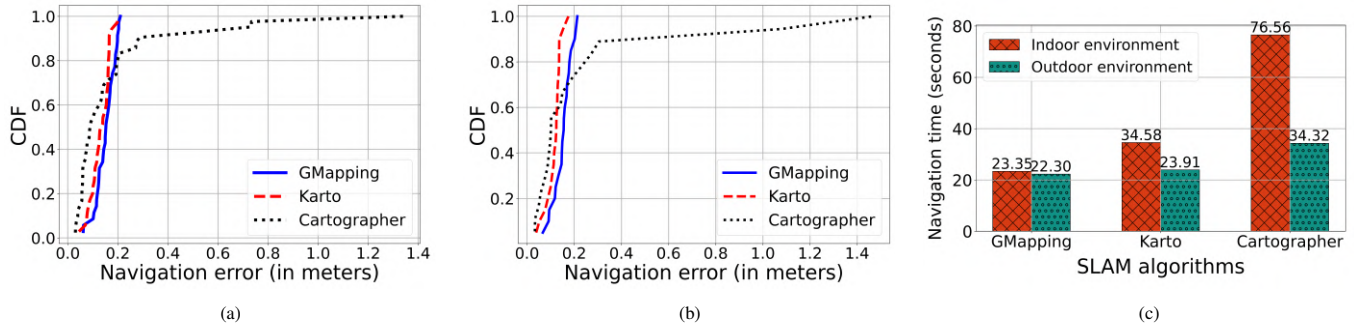 1.0
0.8
0.6
0.4
0.2
0.0
CDF
GMapping
Karto
Cartographer
0.0 0.2 0.4 0.6 0.8 1.0 1.2 1.4
Navigation error (in meters)
(a)
1.0
0.8
0.6
0.4
0.2
CDF
GMapping
Karto
Cartographer
0.0 0.2 0.4 0.6 0.8 1.0 1.2 1.4
Navigation error (in meters)
(b)
80
60
40
20
0
Navigation time (seconds)
Indoor environment
Outdoor environment
76.56
34.58
34.32
23.35 22.30
23.91
GMapping Karto Cartographer
SLAM algorithms
(c)